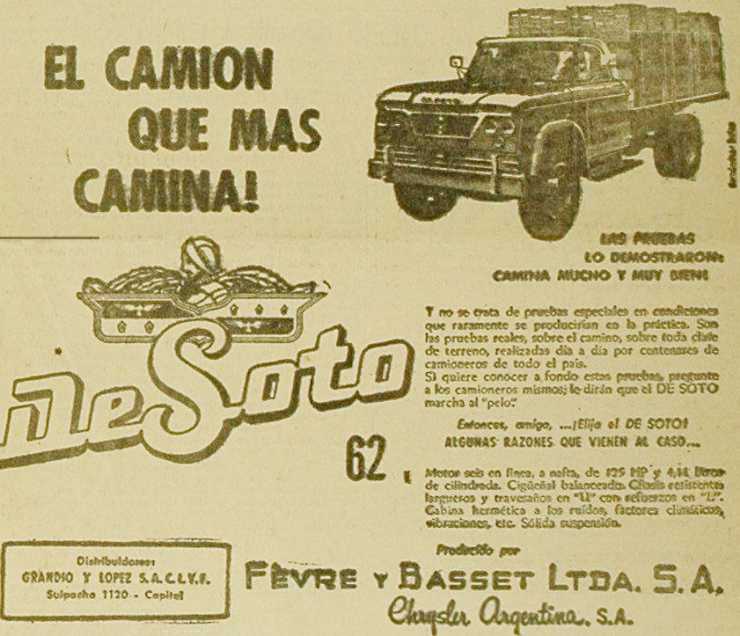 EL CAMION
QUE MAS
CAMINA!
DE SOTO
LAS PRUEBAS
LO DEMOSTRARON:
CAMINA MUCHO Y MUY BIEN!
DeSoto
62
Y no se trata de pruebas especiales en condiciones
que raramente se producirían en la práctica. Son
las pruebas reales, sobre el camino, sobre toda clase
de terreno, realizadas día a día por centenares de
camioneros de todo el país.
Si quiere conocer a fondo estas pruebas, pregunte
a los camioneros mismos; le dirán que el DE SOTO
marcha al "pelo".
Entonces, amigo, ...¡Elija el DE SOTO!
ALGUNAS RAZONES QUE VIENEN AL CASO...
Motor seis en línea, a nafta, de 125 HP y 4,14 litros
de cilindrada. Cigüeñal balanceado. Chasis resistente
largueros y travesaños en "U" con refuerzos en "L".
Cabina hermética a los ruidos, factores climáticos,
vibraciones, etc. Sólida suspensión.
Distribuidores:
GRANDIO Y LOPEZ S.A.C.I.Y.F.
Suipacha 1120 - Capital
Producido por
FÈVRE Y BASSET LTDA. S. A.
Chrysler Argentina, S.A.